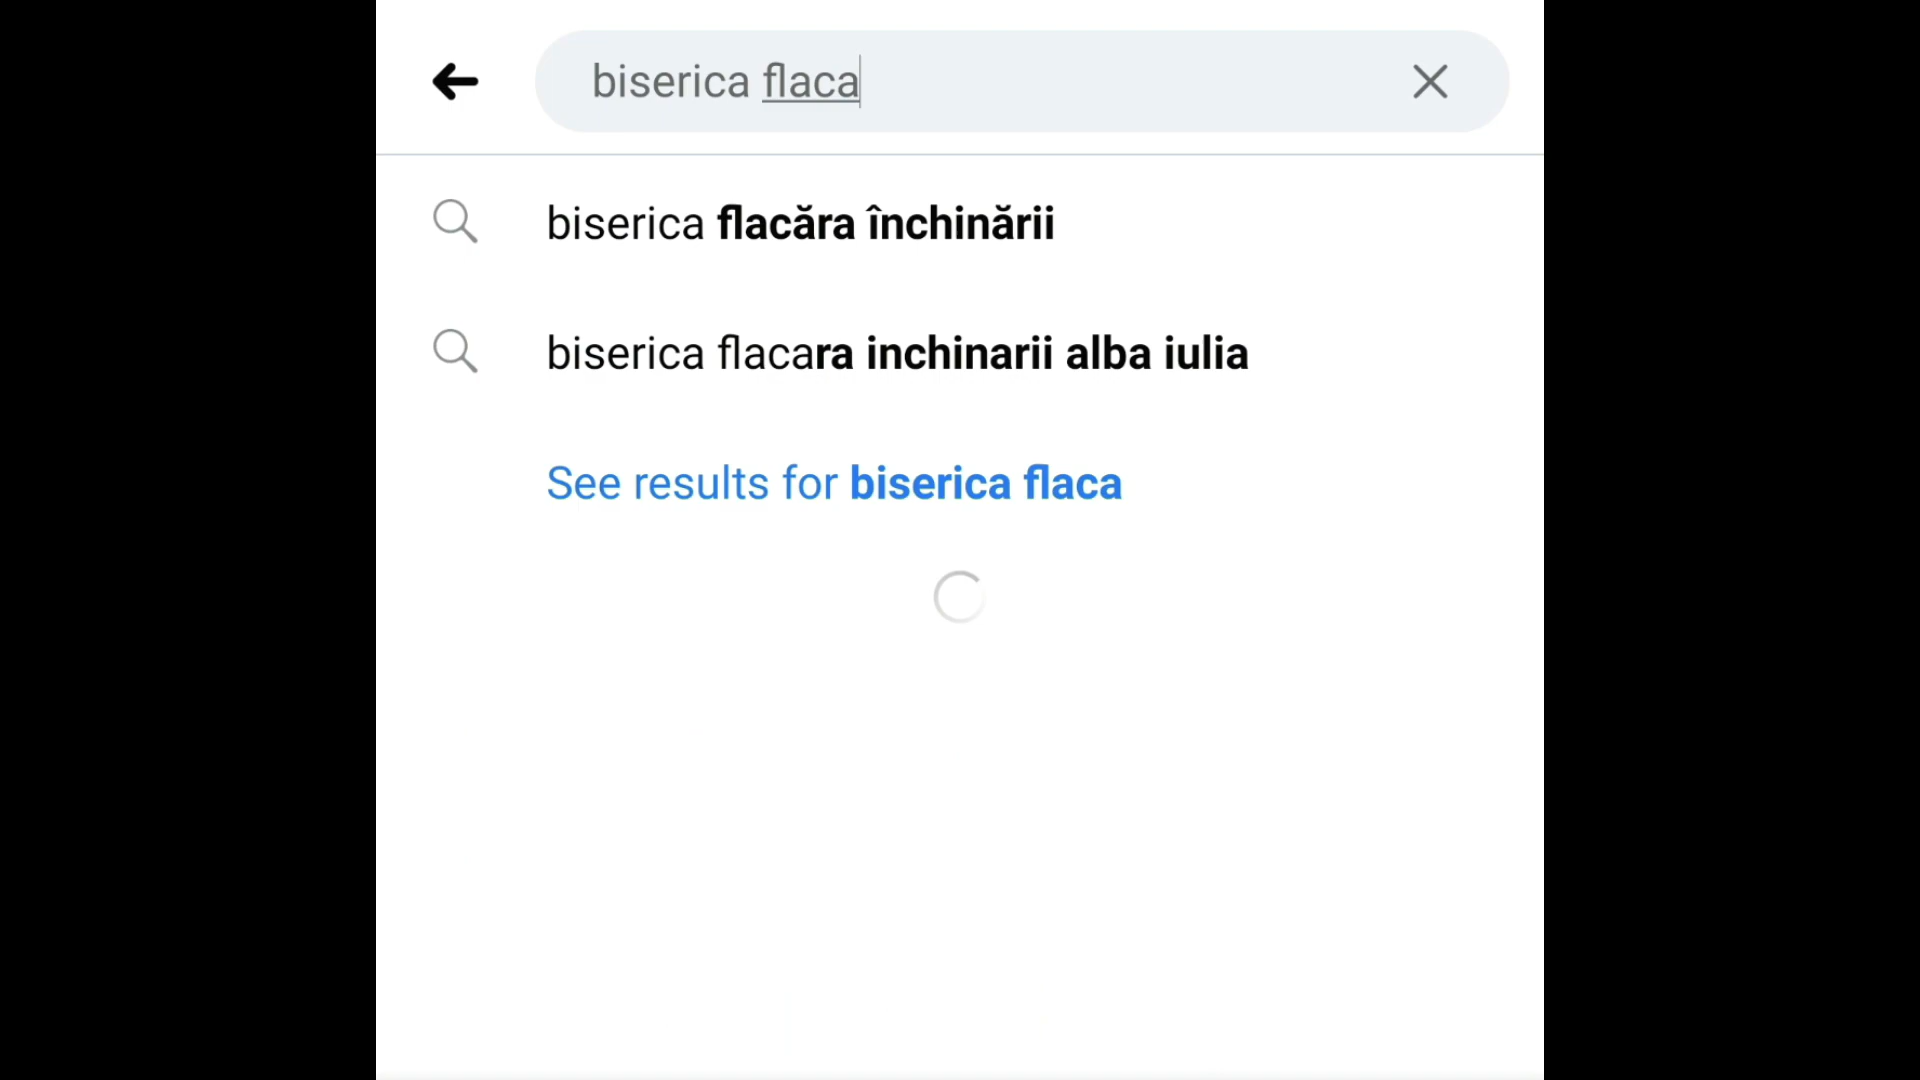 biserica flaca
biserica flacăra închinării
biserica flacara inchinarii alba iulia
See results for biserica flaca